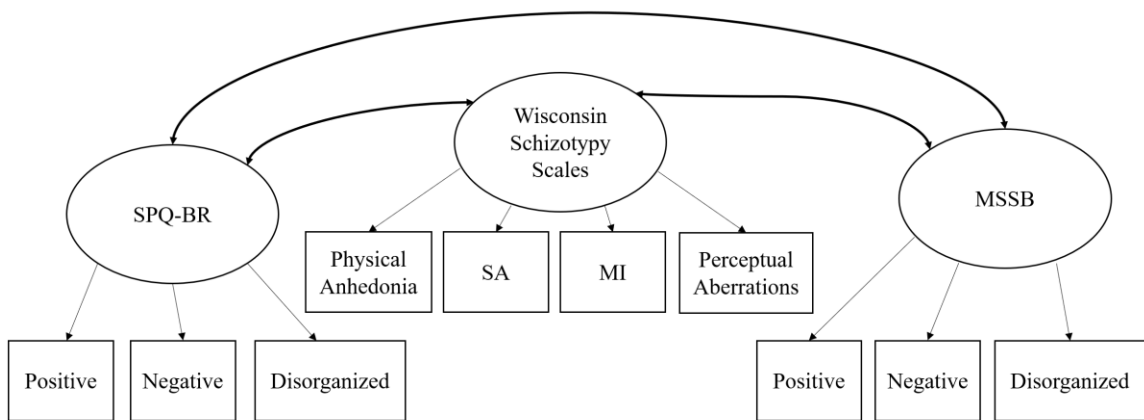 Wisconsin
Schizotypy
Scales
SPQ-BR
MSSB
Physical
Anhedonia
SA
MI
Perceptual
Aberrations
Positive
Negative
Disorganized
Positive
Negative
Disorganized